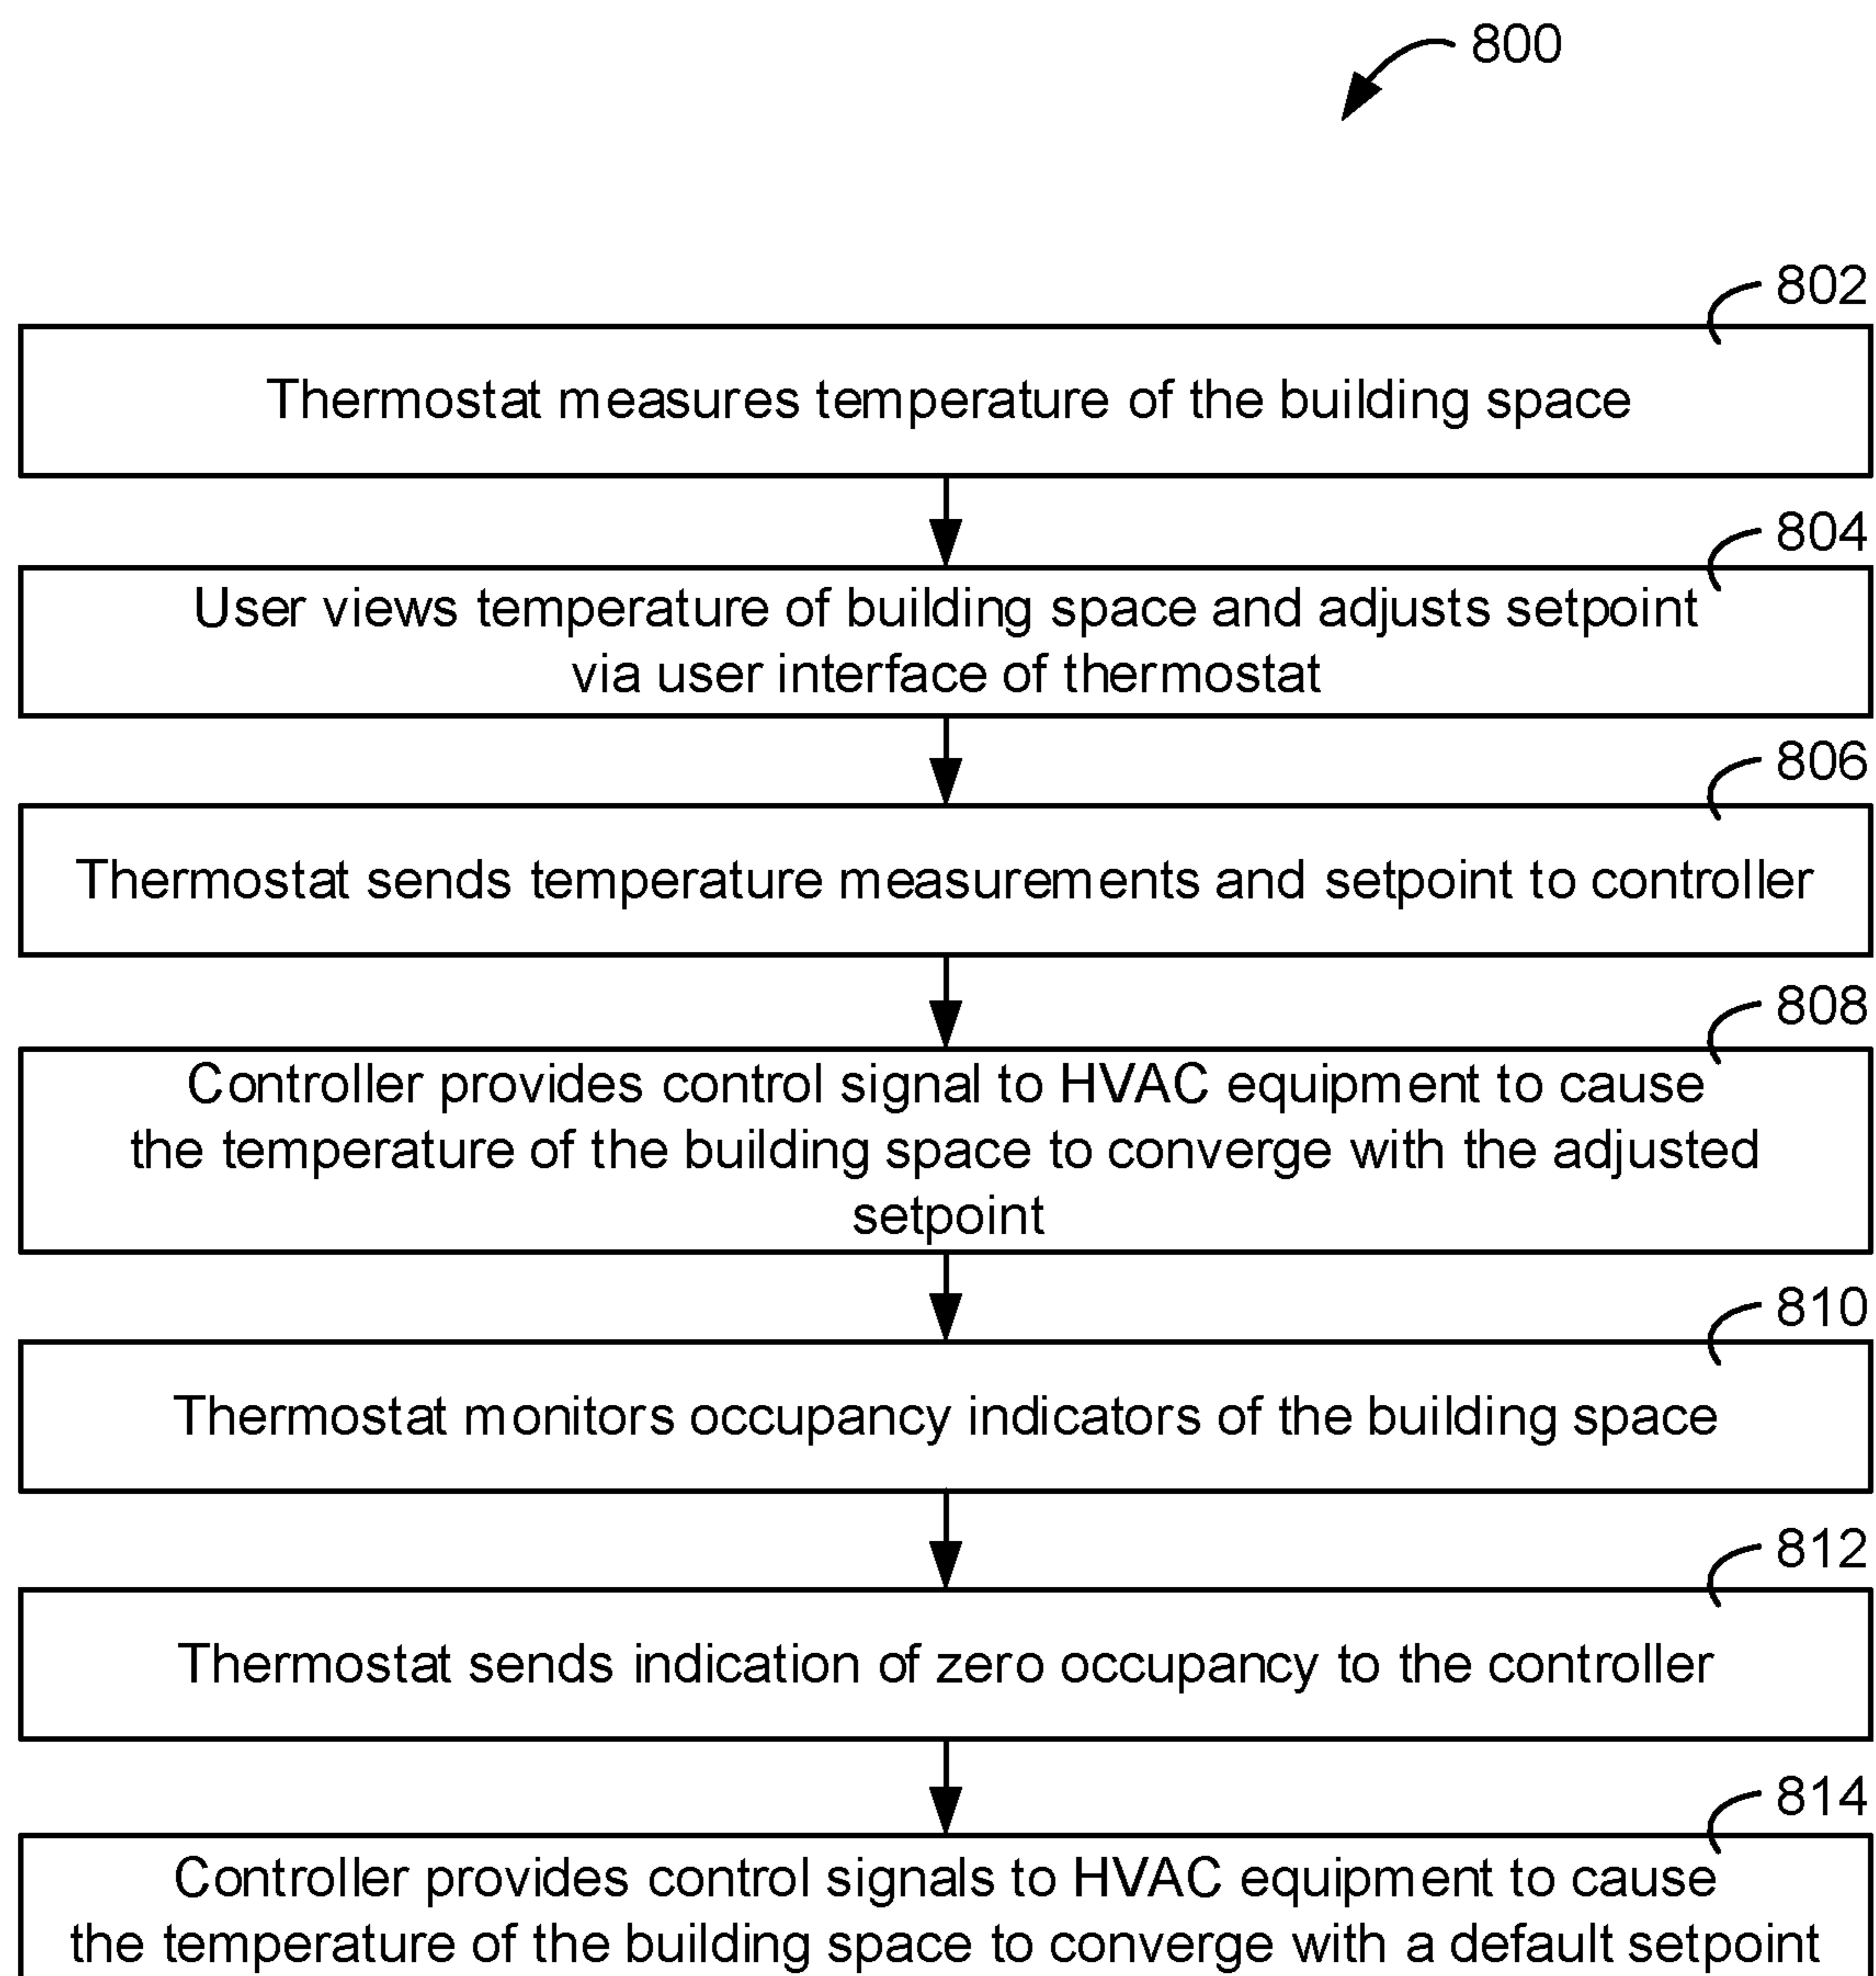 800
802
Thermostat measures temperature of the building space
804
User views temperature of building space and adjusts setpoint
via user interface of thermostat
806
Thermostat sends temperature measurements and setpoint to controller
808
Controller provides control signal to HVAC equipment to cause
the temperature of the building space to converge with the adjusted
setpoint
810
Thermostat monitors occupancy indicators of the building space
812
Thermostat sends indication of zero occupancy to the controller
814
Controller provides control signals to HVAC equipment to cause
the temperature of the building space to converge with a default setpoint